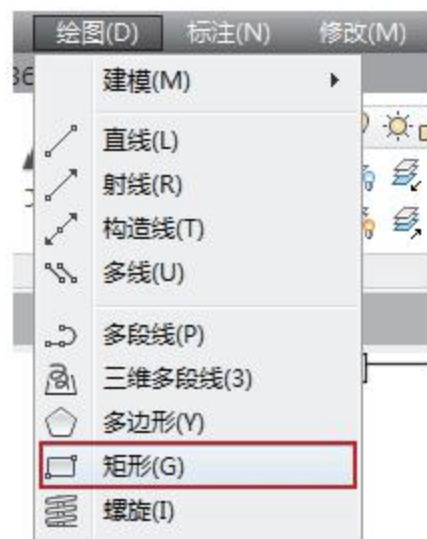 绘图(D) 标注(N) 修改(M)
建模(M)
直线(L)
射线(R)
构造线(T)
多线(U)
多段线(P)
三维多段线(3)
多边形(Y)
矩形(G)
螺旋(I)